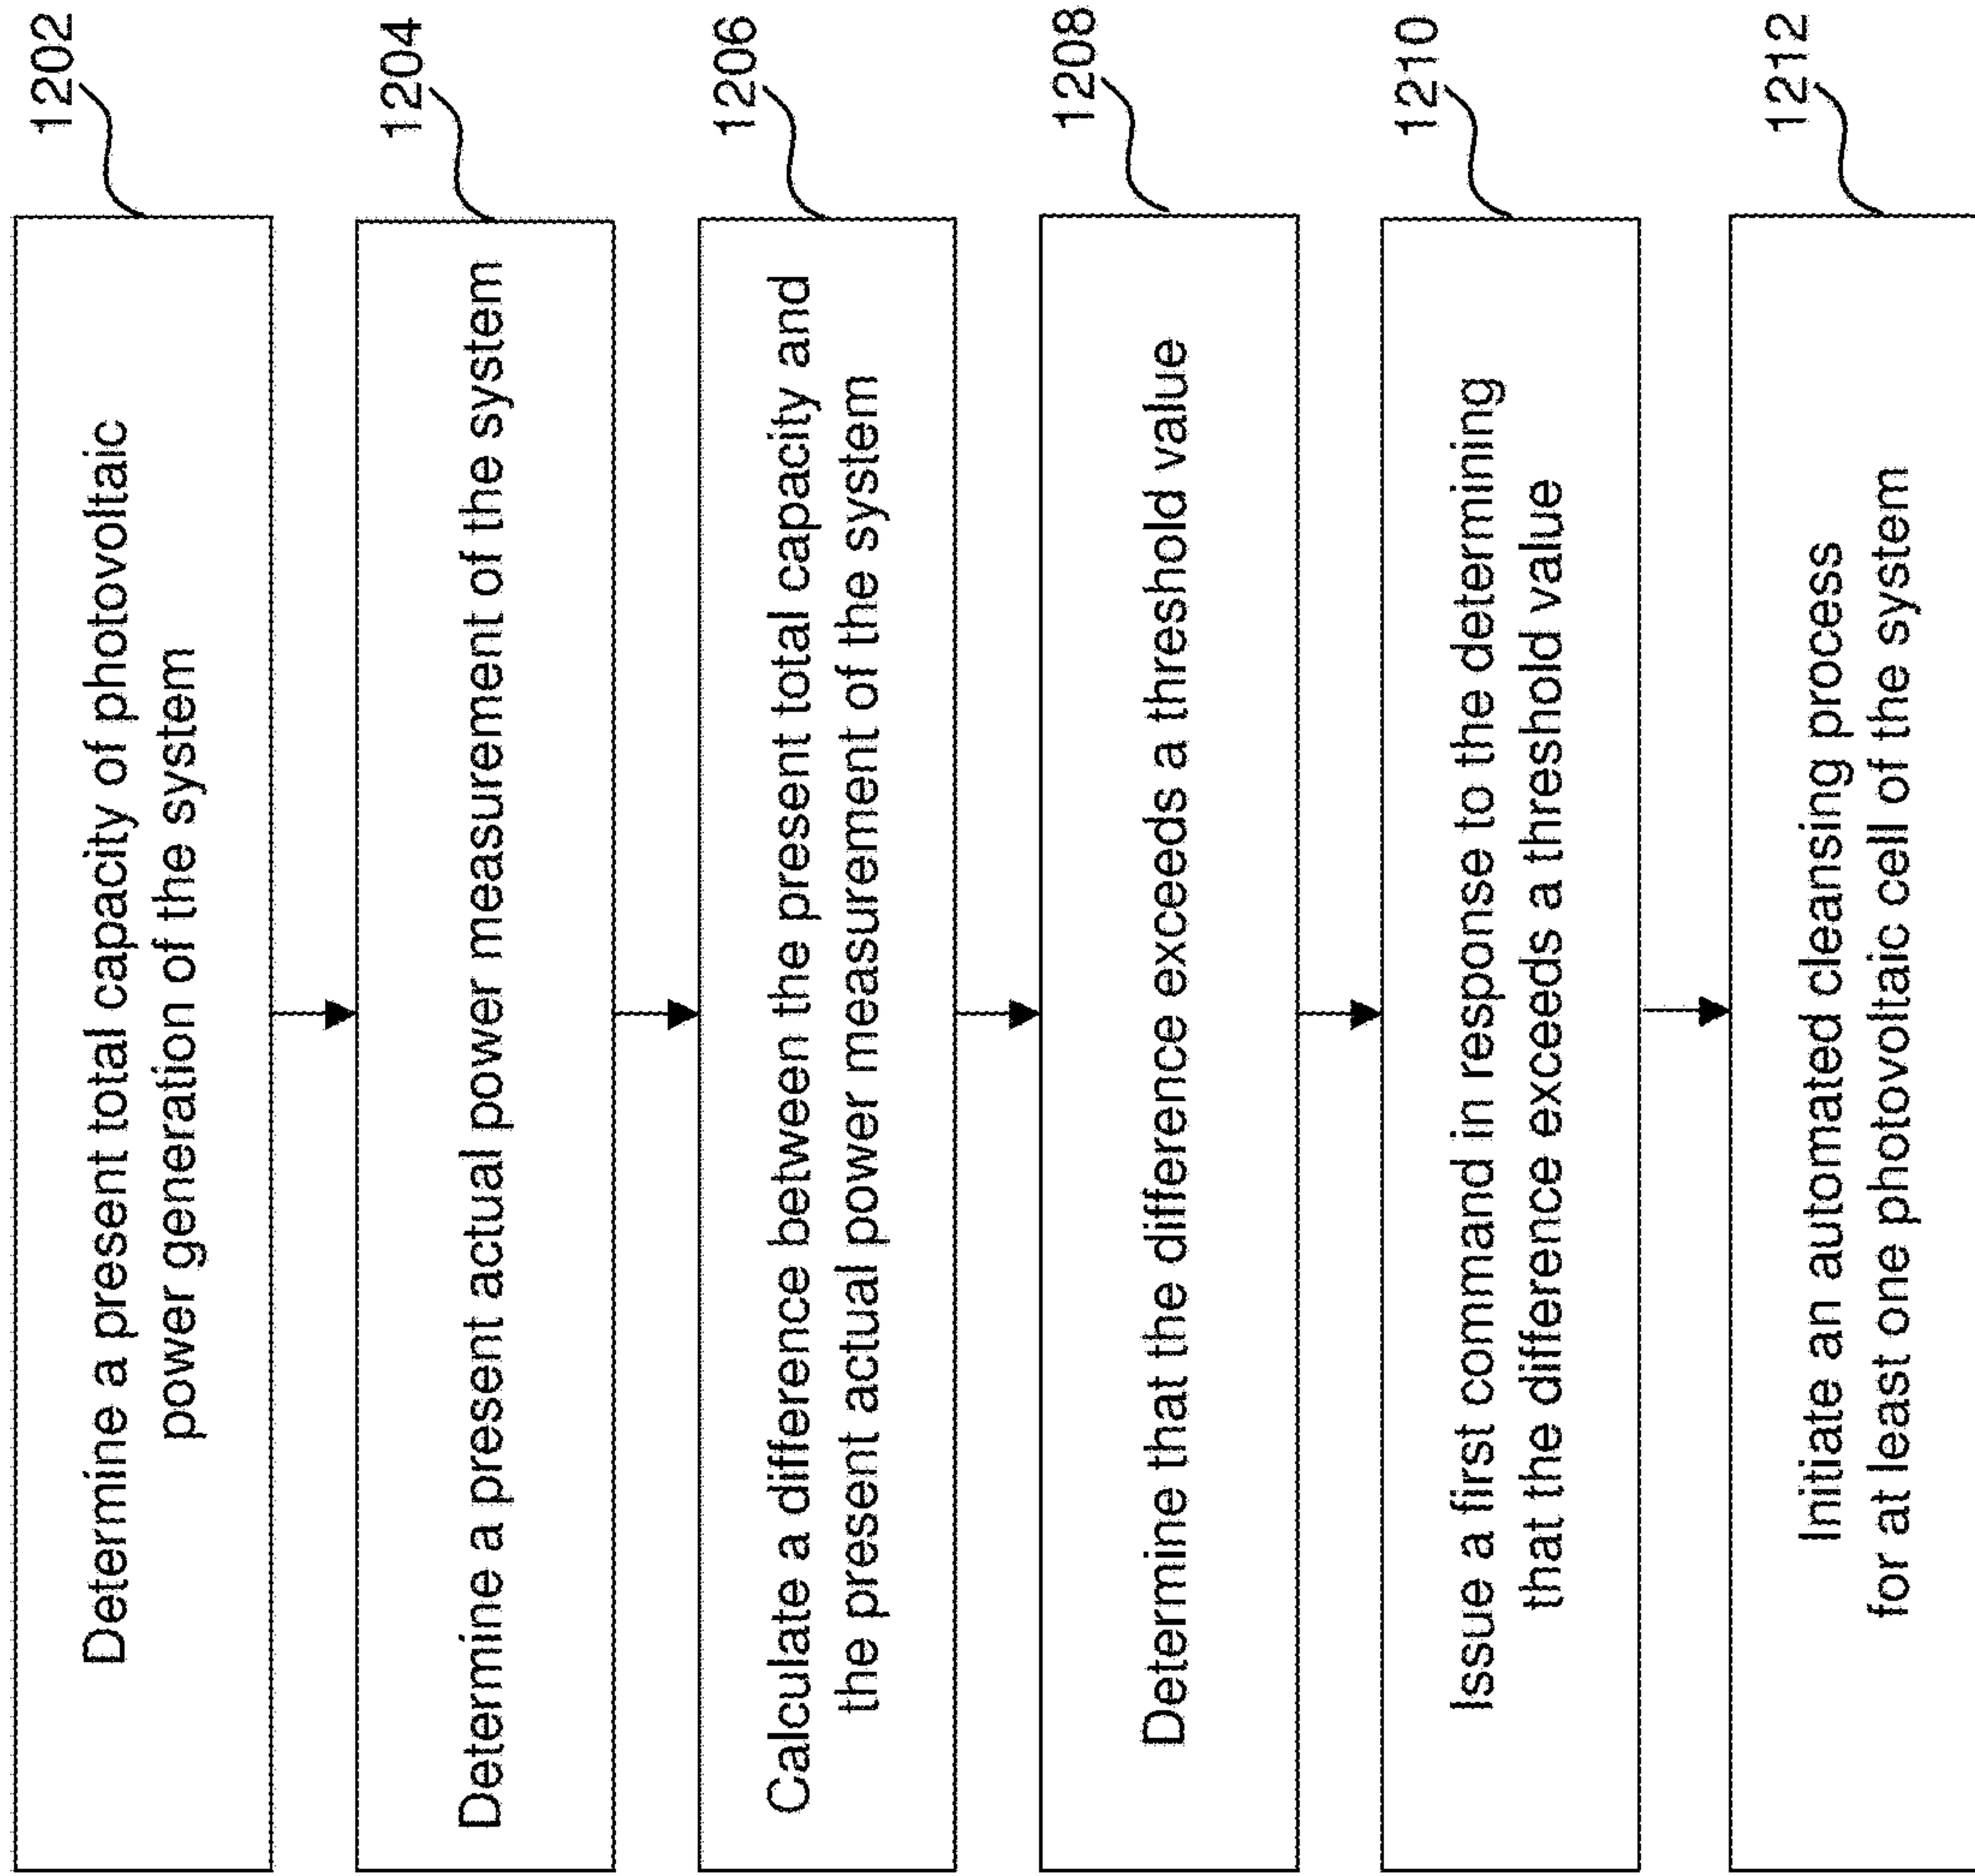 Determine a present total capacity of photovoltaic
power generation of the system
1202
Determine a present actual power measurement of the system
1204
Calculate a difference between the present total capacity and
the present actual power measurement of the system
1206
Determine that the difference exceeds a threshold value
1208
Issue a first command in response to the determining
that the difference exceeds a threshold value
1210
Initiate an automated cleansing process
for at least one photovoltaic cell of the system
1212